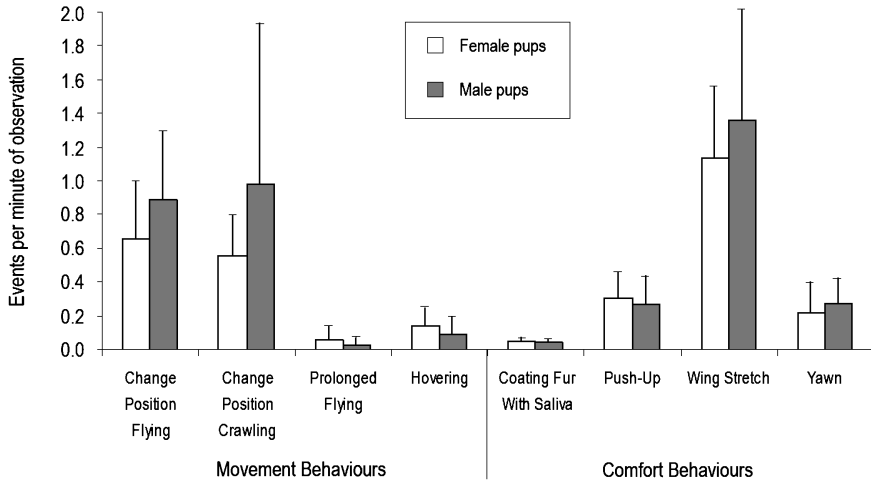 Events per minute of observation
2.0
1.8
1.6
1.4
1.2
1.0
0.8
0.6
0.4
0.2
0.0
Female pups
Male pups
Change
Position
Flying
Change
Position
Crawling
Prolonged
Flying
Hovering
Coating Fur
With Saliva
Push-Up
Wing Stretch
Yawn
Movement Behaviours
Comfort Behaviours